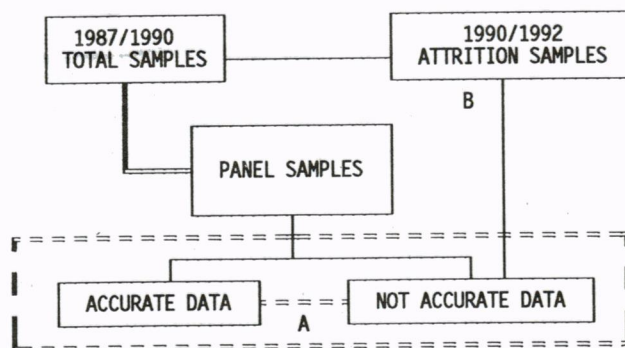 1987/1990
TOTAL SAMPLES
1990/1992
ATTRITION SAMPLES
B
PANEL SAMPLES
ACCURATE DATA
NOT ACCURATE DATA
A